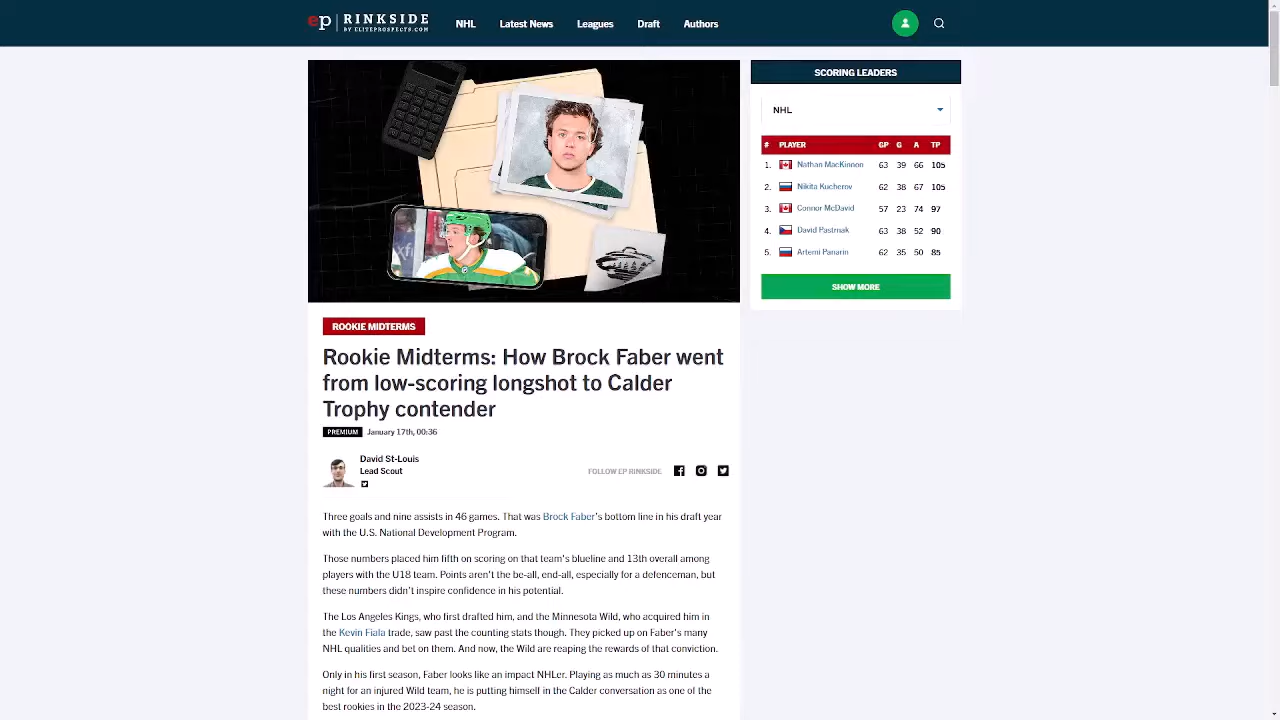 ep RINKSIDE NHL Latest News Leagues Draft Authors
BY ELITEPROSPECTS.COM
SCORING LEADERS
NHL
# PLAYER GP G A TP
1. Nathan MacKinnon 63 39 66 105
2. Nikita Kucherov 62 38 67 105
3. Connor McDavid 57 23 74 97
4. David Pastrnak 63 38 52 90
5. Artemi Panarin 62 35 50 85
SHOW MORE
ROOKIE MIDTERMS
Rookie Midterms: How Brock Faber went
from low-scoring longshot to Calder
Trophy contender
PREMIUM January 17th, 00:36
David St-Louis
Lead Scout
FOLLOW EP RINKSIDE
Three goals and nine assists in 46 games. That was Brock Faber's bottom line in his draft year
with the U.S. National Development Program.
Those numbers placed him fifth on scoring on that team's blueline and 13th overall among
players with the U18 team. Points aren't the be-all, end-all, especially for a defenceman, but
these numbers didn't inspire confidence in his potential.
The Los Angeles Kings, who first drafted him, and the Minnesota Wild, who acquired him in
the Kevin Fiala trade, saw past the counting stats though. They picked up on Faber's many
NHL qualities and bet on them. And now, the Wild are reaping the rewards of that conviction.
Only in his first season, Faber looks like an impact NHLer. Playing as much as 30 minutes a
night for an injured Wild team, he is putting himself in the Calder conversation as one of the
best rookies in the 2023-24 season.